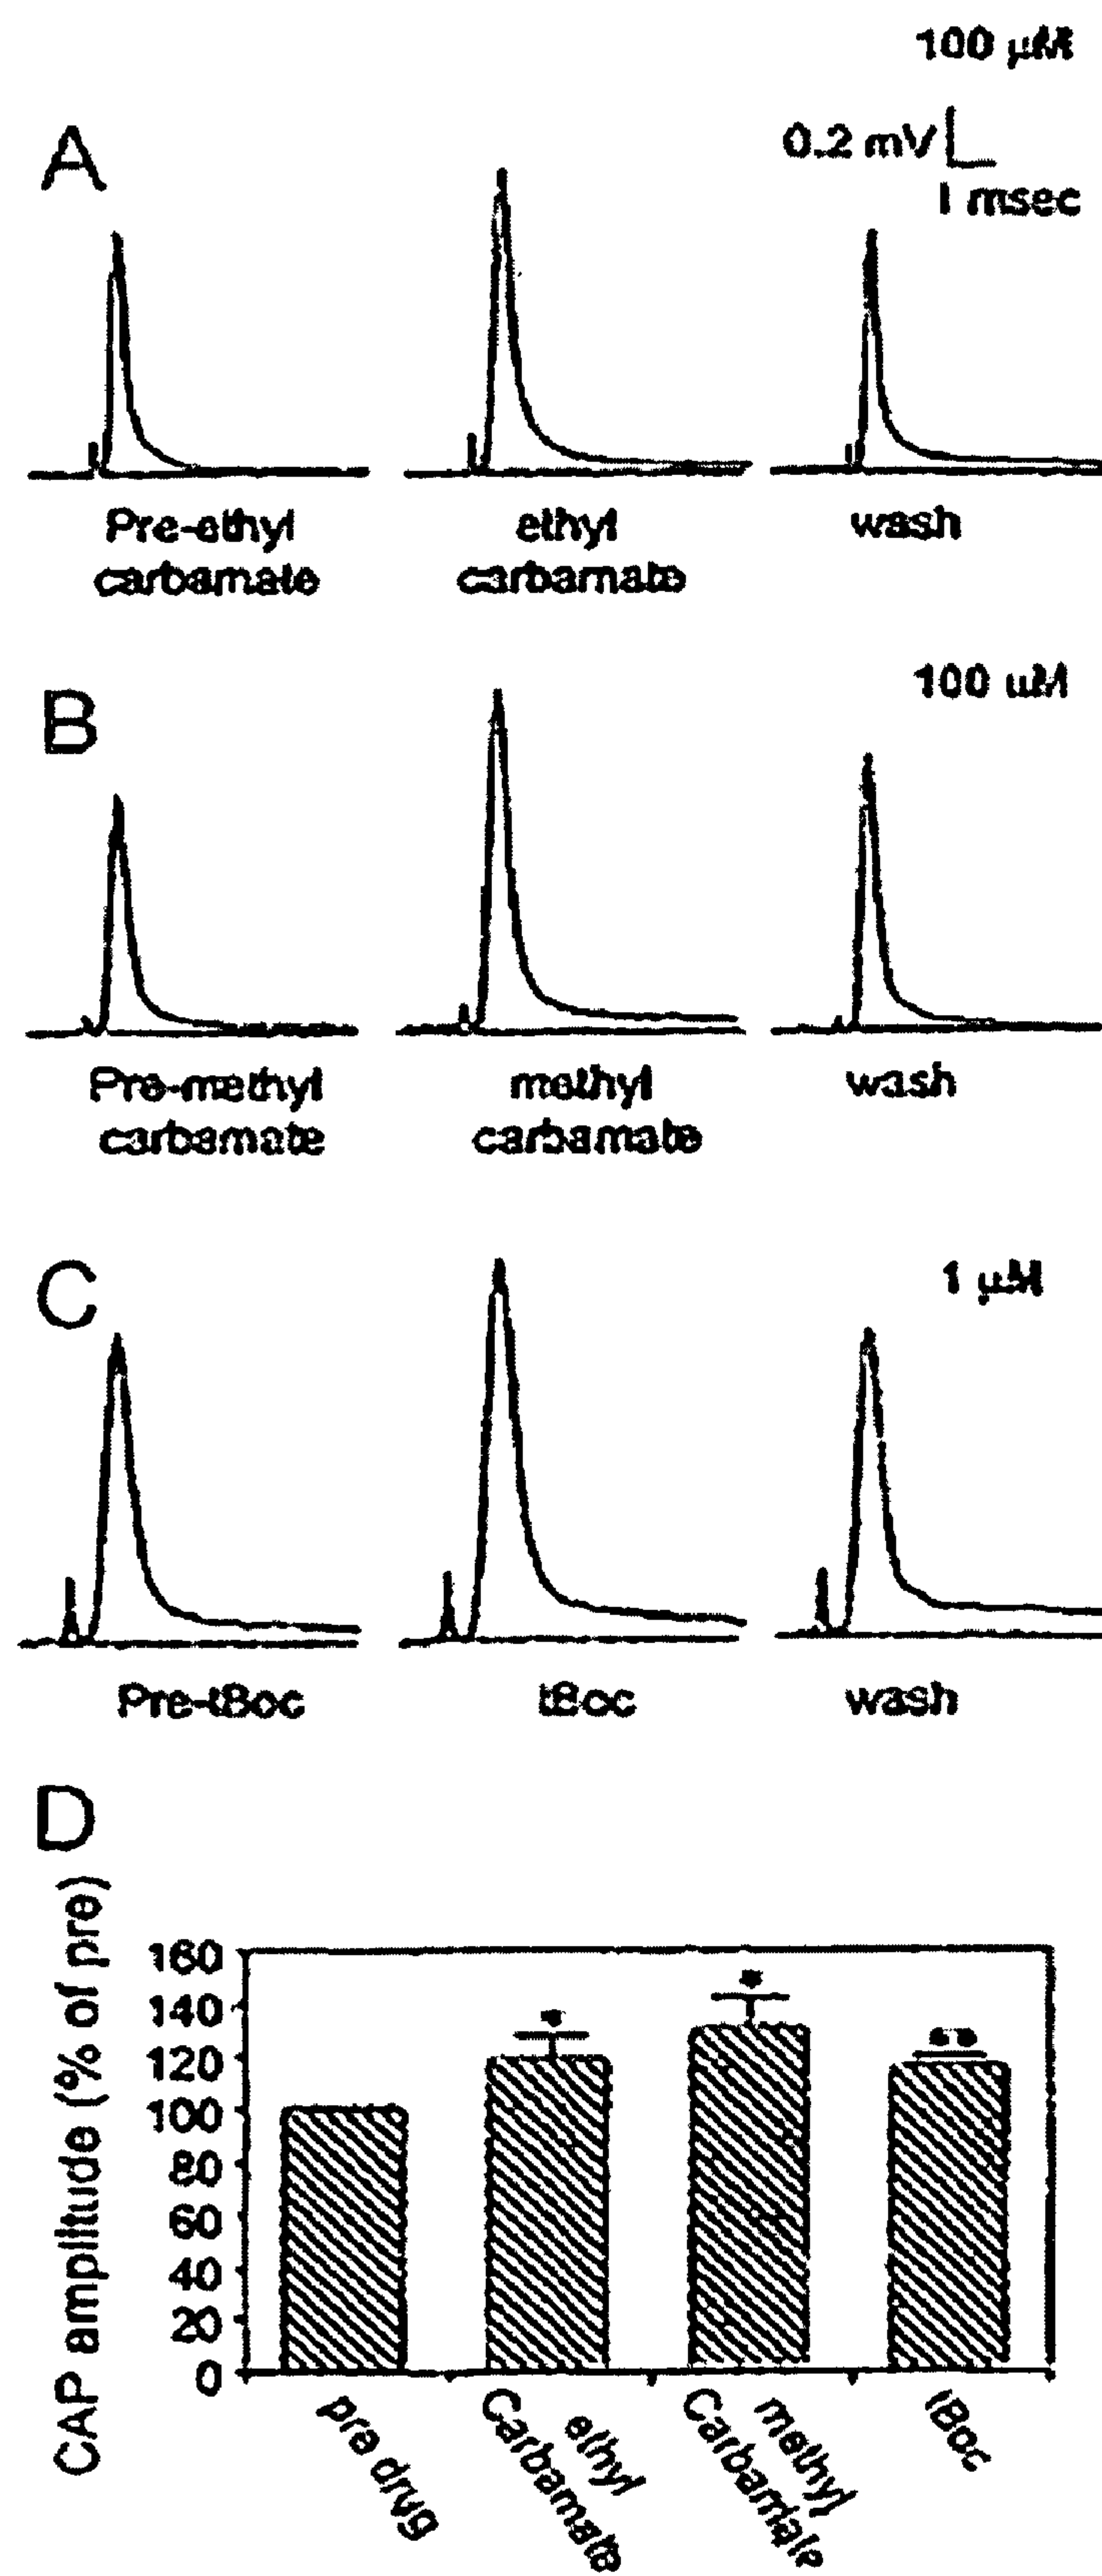 100 µM
A
0.2 mV
1 msec
Pre-ethyl
carbamate
ethyl
carbamate
wash
B
100 uM
Pre-methyl
carbamate
methyl
carbamate
wash
C
1 µM
Pre-tBoc
tBoc
wash
D
CAP amplitude (% of pre)
160
140
120
100
80
60
40
20
0
*
*
**
pre drug
ethyl
Carbamate
methyl
Carbamate
tBoc